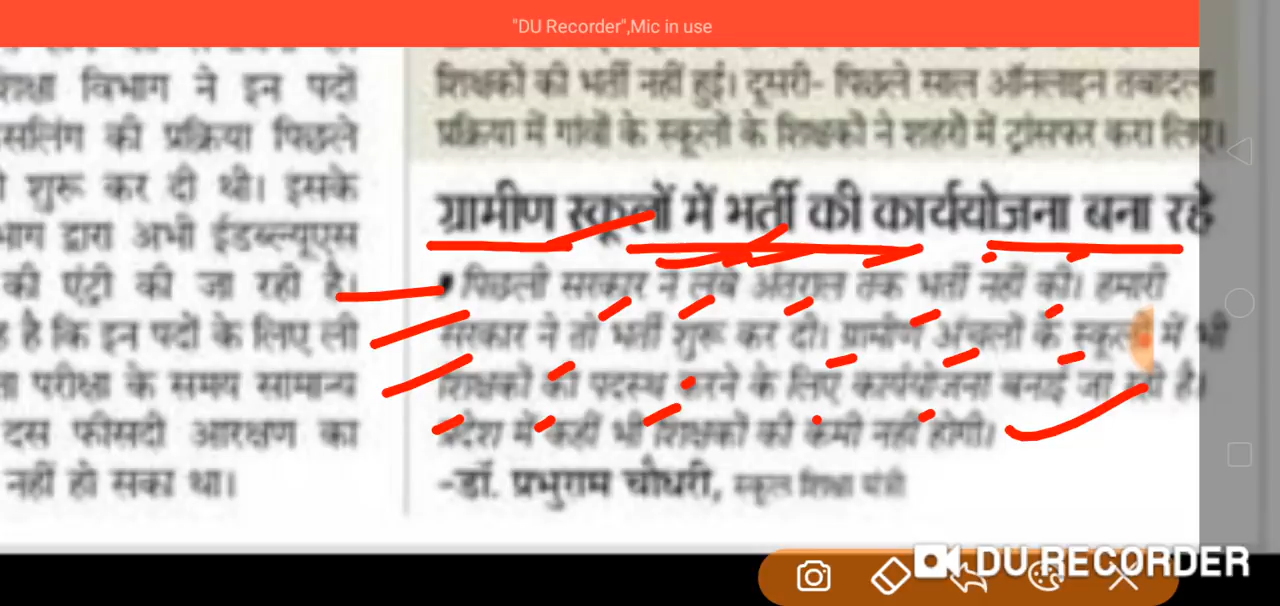 "DU Recorder",Mic in use
शिक्षा विभाग ने इन पदों
सलिंग की प्रक्रिया पिछले
शुरू कर दी थी। इसके
भाग द्वारा अभी ईडब्ल्यूएस
की एंट्री की जा रही है।
है कि इन पदों के लिए ली
परीक्षा के समय सामान्य
दस फीसदी आरक्षण का
नहीं हो सका था।
शिक्षकों की भर्ती नहीं हुई। दूसरी- पिछले साल ऑनलाइन तबादला
प्रक्रिया में गांवों के स्कूलों के शिक्षकों ने शहरों में ट्रांसफर करा लिए।
ग्रामीण स्कूलों में भर्ती की कार्ययोजना बना रहे
पिछली सरकार ने लंबे अंतराल तक भर्ती नहीं की। हमारी
सरकार ने तो भर्ती शुरू कर दी। ग्रामीण अंचलों के स्कूलों में भी
शिक्षकों को पदस्थ करने के लिए कार्ययोजना बनाई जा रही है।
प्रदेश में कहीं भी शिक्षकों की कमी नहीं होगी।
-डॉ. प्रभुराम चौधरी, स्कूल शिक्षा मंत्री
DU RECORDER